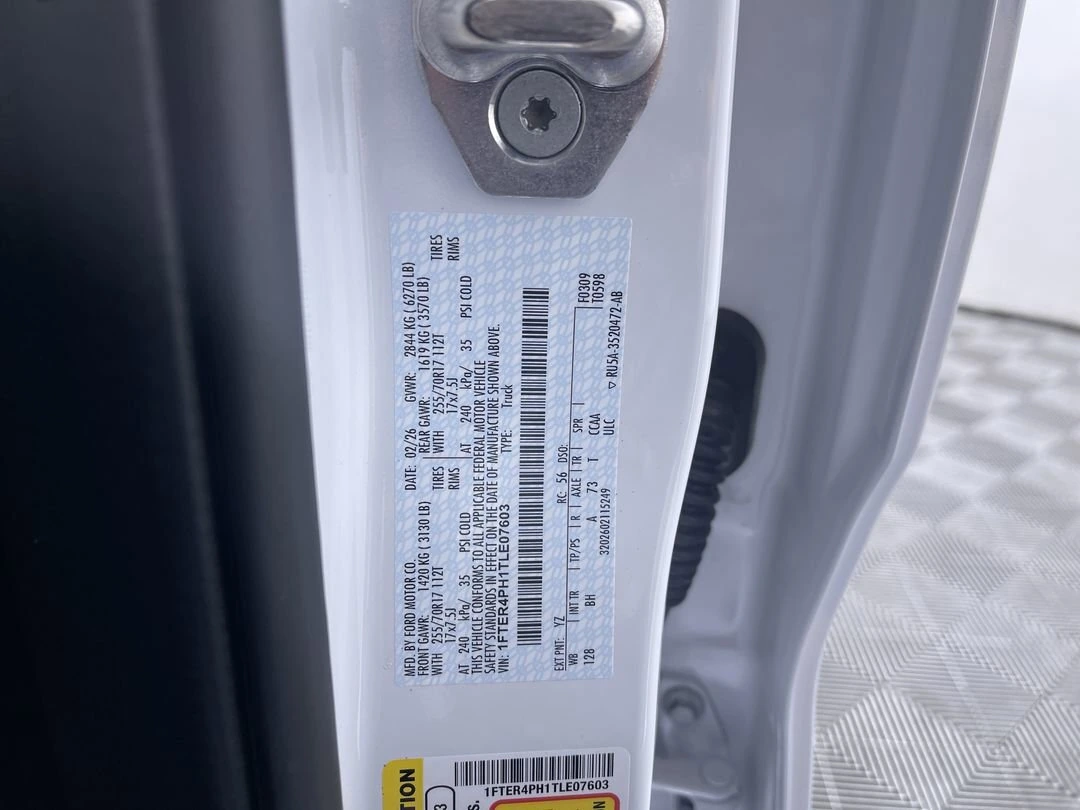 MFD. BY FORD MOTOR CO. DATE: 02/26 GVWR: 2844 KG ( 6270 LB)
FRONT GAWR: 1420 KG ( 3130 LB) REAR GAWR: 1619 KG ( 3570 LB)
WITH 255/70R17 112T TIRES WITH 255/70R17 112T TIRES
17x7.5J RIMS 17x7.5J RIMS
AT 240 kPa/ 35 PSI COLD AT 240 kPa/ 35 PSI COLD
THIS VEHICLE CONFORMS TO ALL APPLICABLE FEDERAL MOTOR VEHICLE
SAFETY STANDARDS IN EFFECT ON THE DATE OF MANUFACTURE SHOWN ABOVE.
VIN: 1FTER4PH1TLE07603 TYPE: Truck
EXT PNT: YZ RC: 56 DSO: F0309
WB INT TR TP/PS R AXLE TR SPR T0598
128 BH A 73 T CCAA
3202602115249 ULC ▽ RU5A-3520472-AB
1FTER4PH1TLE07603